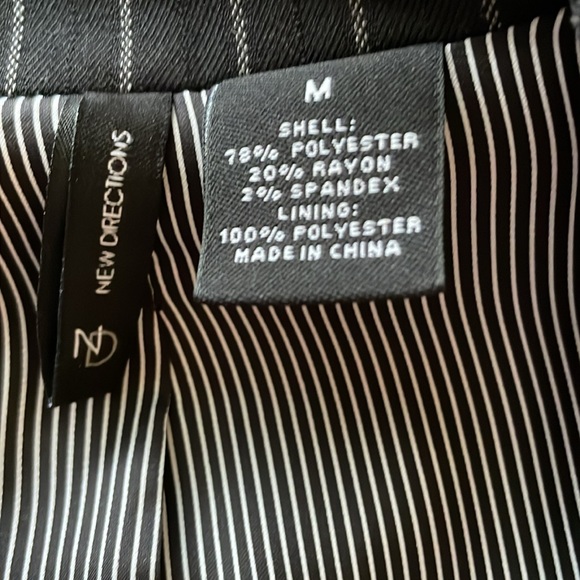 M
SHELL:
78% POLYESTER
20% RAYON
2% SPANDEX
LINING:
100% POLYESTER
MADE IN CHINA
NEW DIRECTIONS
ND